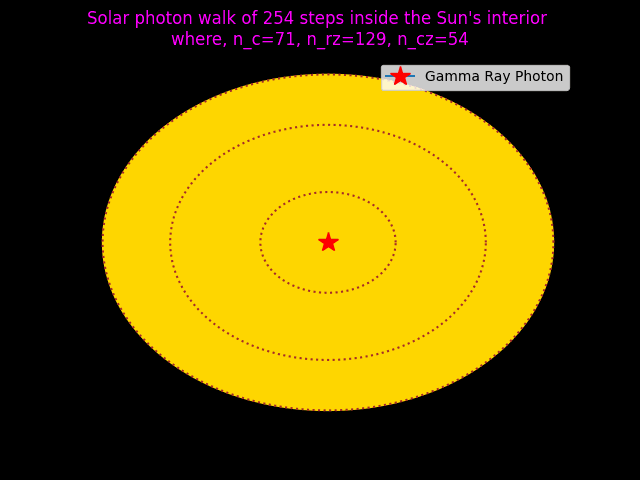 Solar photon walk of 254 steps inside the Sun's interior
where, n_c=71, n_rz=129, n_cz=54
Gamma Ray Photon